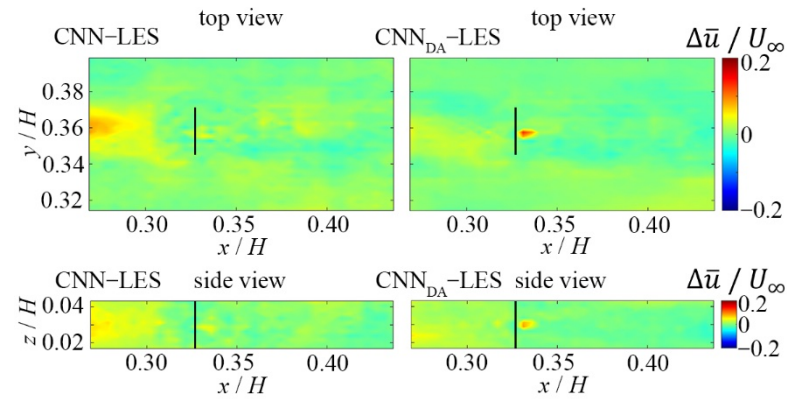 top view top view
CNN−LES CNN_DA−LES Δū / U∞
0.38 0.2
0.36 0
0.34
0.32 −0.2
y / H
0.30 0.35 0.40 0.30 0.35 0.40
x / H x / H
CNN−LES side view CNN_DA−LES side view Δū / U∞
0.04 0.2
0
0.02 −0.2
z / H
0.30 0.35 0.40 0.30 0.35 0.40
x / H x / H